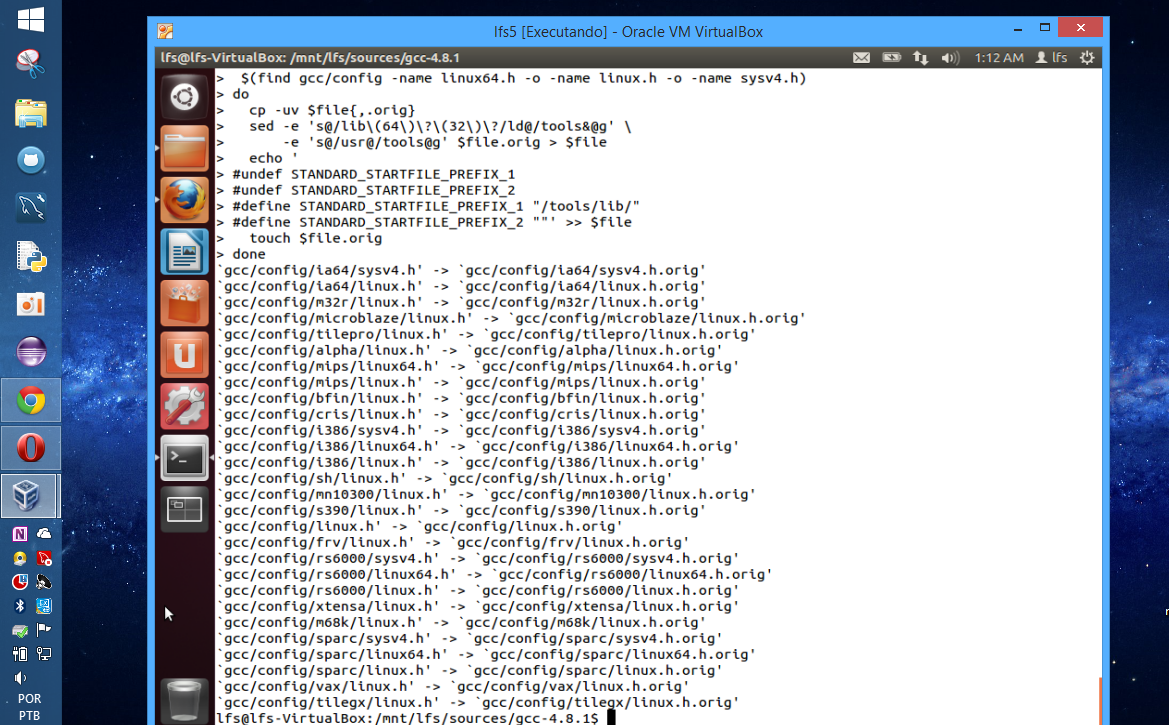 lfs5 [Executando] - Oracle VM VirtualBox
lfs@lfs-VirtualBox: /mnt/lfs/sources/gcc-4.8.1
1:12 AM
lfs
>  $(find gcc/config -name linux64.h -o -name linux.h -o -name sysv4.h)
> do
>   cp -uv $file{,.orig}
>   sed -e 's@/lib\(64\)\?\(32\)\?/ld@/tools&@g' \
>       -e 's@/usr@/tools@g' $file.orig > $file
>   echo '
> #undef STANDARD_STARTFILE_PREFIX_1
> #undef STANDARD_STARTFILE_PREFIX_2
> #define STANDARD_STARTFILE_PREFIX_1 "/tools/lib/"
> #define STANDARD_STARTFILE_PREFIX_2 ""' >> $file
>   touch $file.orig
> done
`gcc/config/ia64/sysv4.h' -> `gcc/config/ia64/sysv4.h.orig'
`gcc/config/ia64/linux.h' -> `gcc/config/ia64/linux.h.orig'
`gcc/config/m32r/linux.h' -> `gcc/config/m32r/linux.h.orig'
`gcc/config/microblaze/linux.h' -> `gcc/config/microblaze/linux.h.orig'
`gcc/config/tilepro/linux.h' -> `gcc/config/tilepro/linux.h.orig'
`gcc/config/alpha/linux.h' -> `gcc/config/alpha/linux.h.orig'
`gcc/config/mips/linux64.h' -> `gcc/config/mips/linux64.h.orig'
`gcc/config/mips/linux.h' -> `gcc/config/mips/linux.h.orig'
`gcc/config/bfin/linux.h' -> `gcc/config/bfin/linux.h.orig'
`gcc/config/cris/linux.h' -> `gcc/config/cris/linux.h.orig'
`gcc/config/i386/sysv4.h' -> `gcc/config/i386/sysv4.h.orig'
`gcc/config/i386/linux64.h' -> `gcc/config/i386/linux64.h.orig'
`gcc/config/i386/linux.h' -> `gcc/config/i386/linux.h.orig'
`gcc/config/sh/linux.h' -> `gcc/config/sh/linux.h.orig'
`gcc/config/mn10300/linux.h' -> `gcc/config/mn10300/linux.h.orig'
`gcc/config/s390/linux.h' -> `gcc/config/s390/linux.h.orig'
`gcc/config/linux.h' -> `gcc/config/linux.h.orig'
`gcc/config/frv/linux.h' -> `gcc/config/frv/linux.h.orig'
`gcc/config/rs6000/sysv4.h' -> `gcc/config/rs6000/sysv4.h.orig'
`gcc/config/rs6000/linux64.h' -> `gcc/config/rs6000/linux64.h.orig'
`gcc/config/rs6000/linux.h' -> `gcc/config/rs6000/linux.h.orig'
`gcc/config/xtensa/linux.h' -> `gcc/config/xtensa/linux.h.orig'
`gcc/config/m68k/linux.h' -> `gcc/config/m68k/linux.h.orig'
`gcc/config/sparc/sysv4.h' -> `gcc/config/sparc/sysv4.h.orig'
`gcc/config/sparc/linux64.h' -> `gcc/config/sparc/linux64.h.orig'
`gcc/config/sparc/linux.h' -> `gcc/config/sparc/linux.h.orig'
`gcc/config/vax/linux.h' -> `gcc/config/vax/linux.h.orig'
`gcc/config/tilegx/linux.h' -> `gcc/config/tilegx/linux.h.orig'
lfs@lfs-VirtualBox:/mnt/lfs/sources/gcc-4.8.1$
POR
PTB